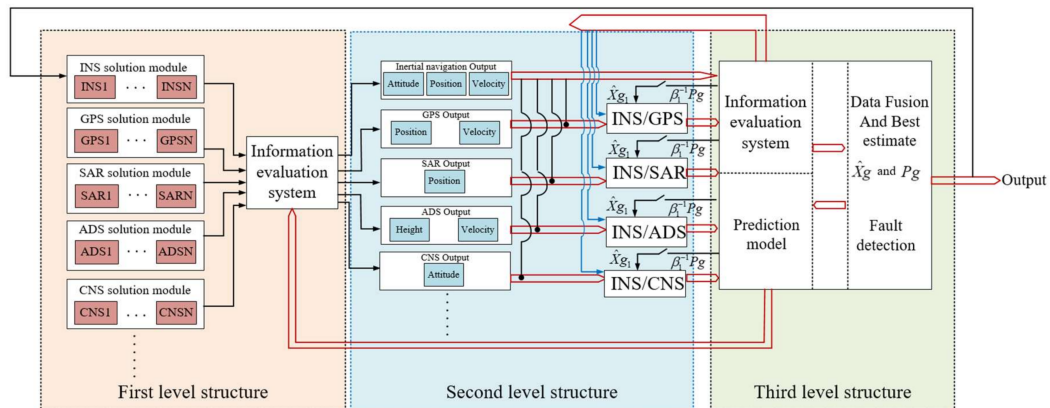 INS solution module
INS1 · · · INSN
GPS solution module
GPS1 · · · GPSN
SAR solution module
SAR1 · · · SARN
ADS solution module
ADS1 · · · ADSN
CNS solution module
CNS1 · · · CNSN
Information
evaluation
system
First level structure
Inertial navigation Output
Attitude Position Velocity
GPS Output
Position Velocity
SAR Output
Position
ADS Output
Height Velocity
CNS Output
Attitude
X̂g₁ β₁⁻¹Pg
INS/GPS
X̂g₁ β₁⁻¹Pg
INS/SAR
X̂g₁ β₁⁻¹Pg
INS/ADS
X̂g₁ β₁⁻¹Pg
INS/CNS
Second level structure
Information
evaluation
system
Prediction
model
Data Fusion
And Best
estimate
X̂g and Pg
Fault
detection
Third level structure
Output